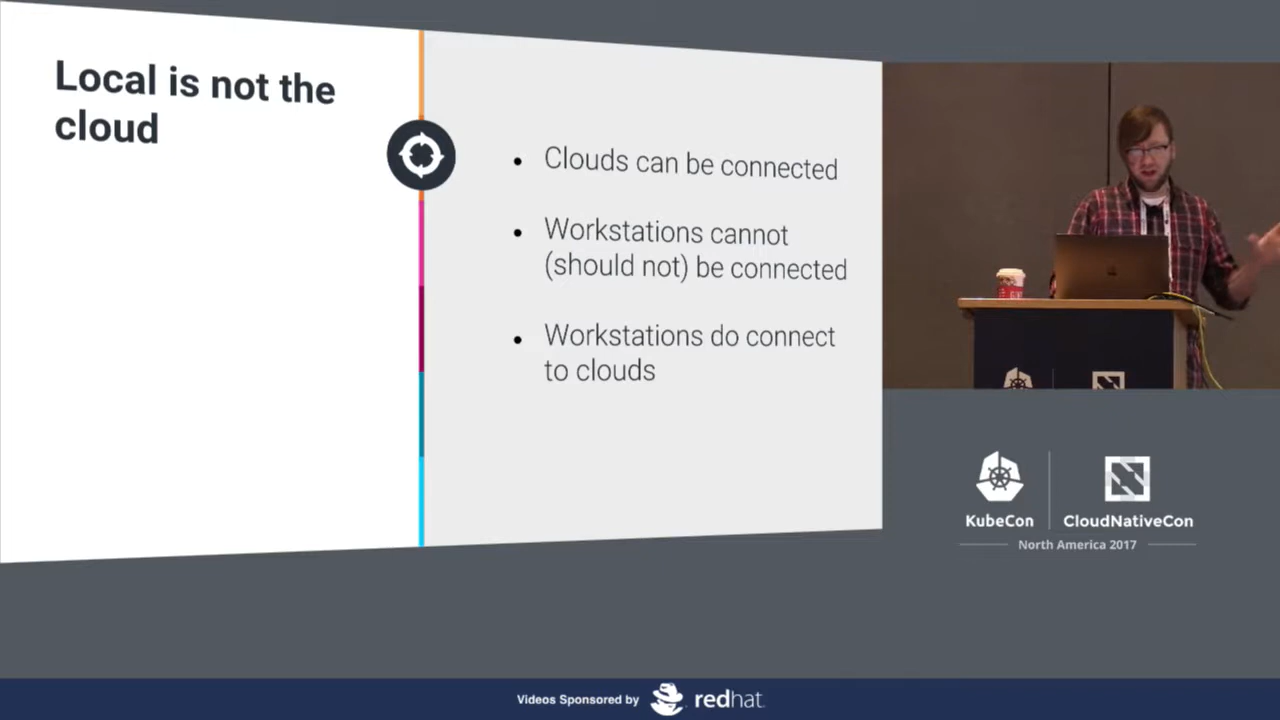 Local is not the
cloud
• Clouds can be connected
• Workstations cannot
(should not) be connected
• Workstations do connect
to clouds
KubeCon
CloudNativeCon
North America 2017
Videos Sponsored by
redhat.